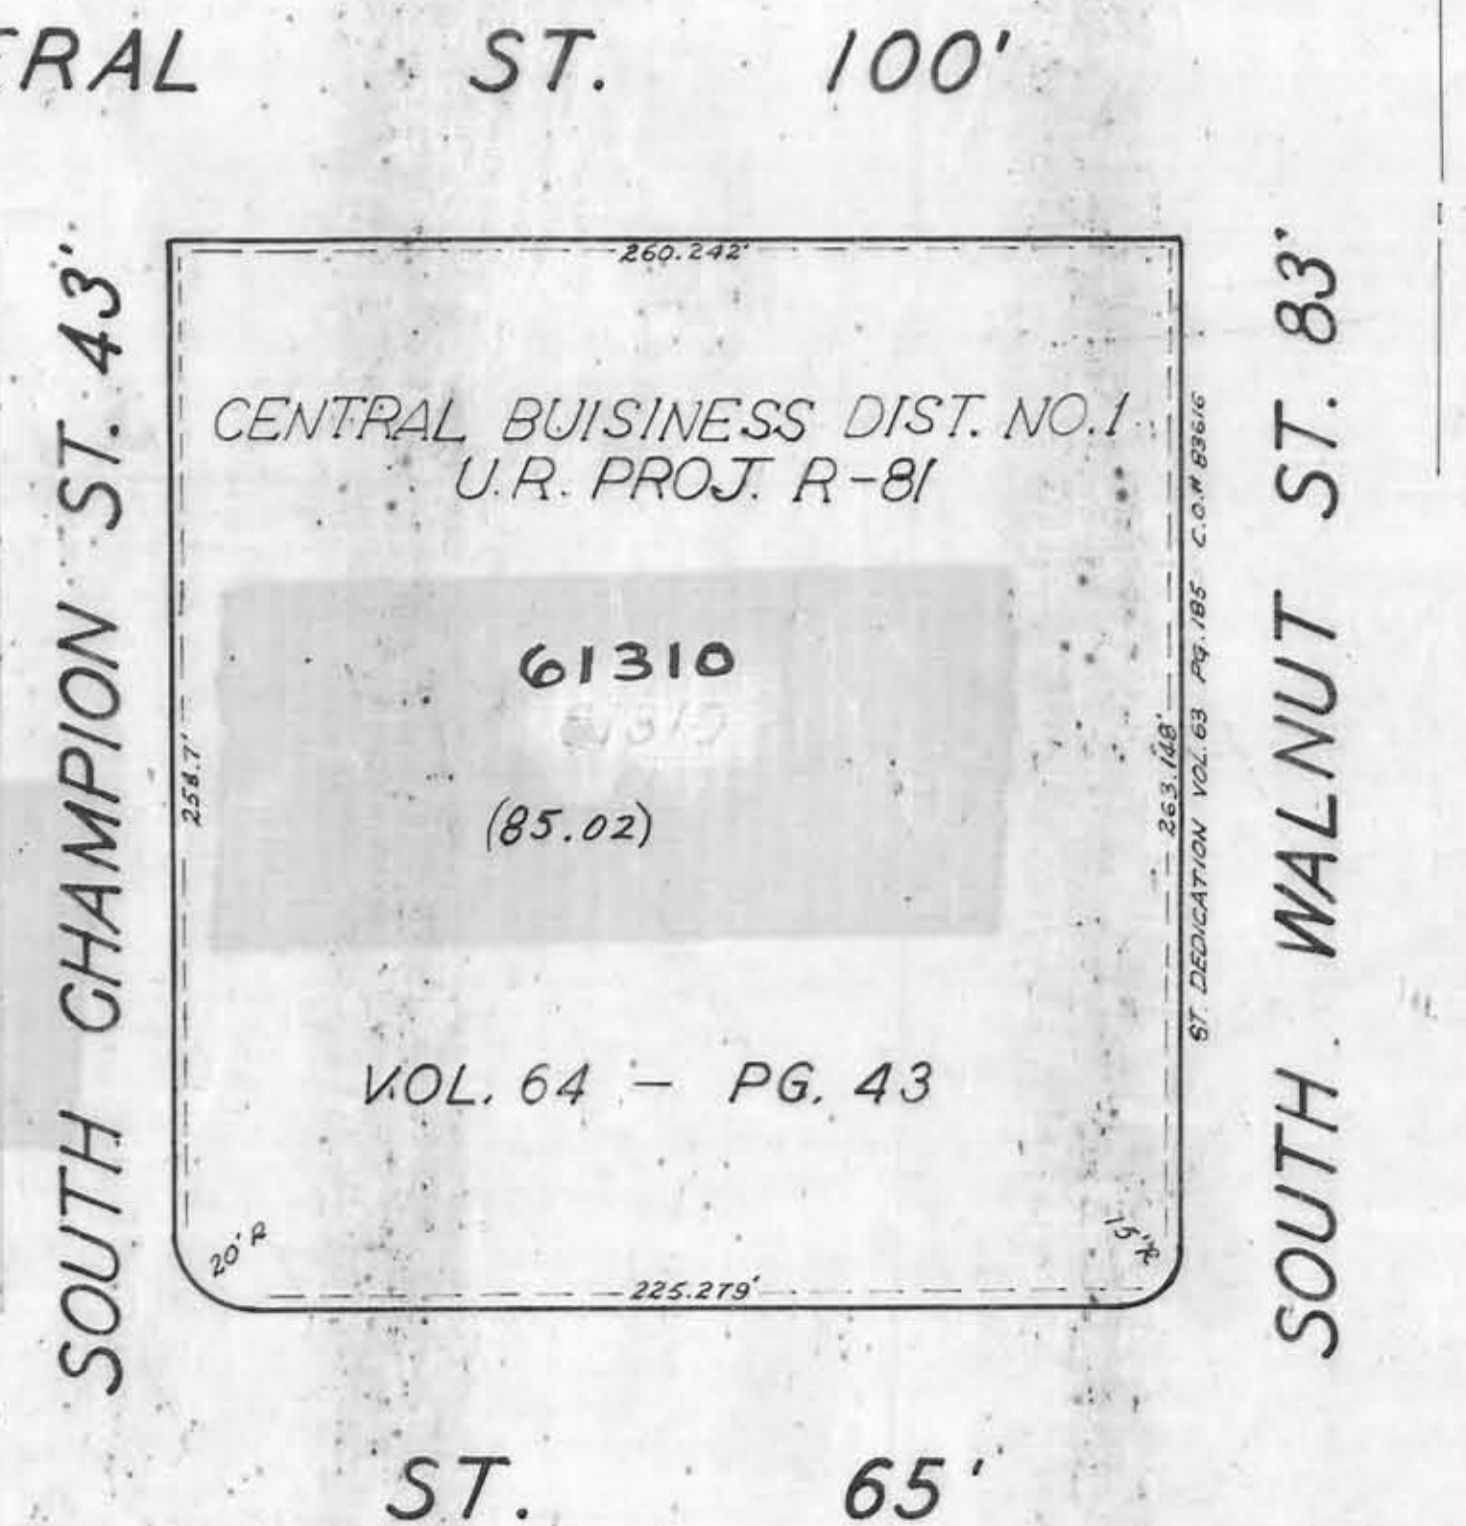 RAL ST. 100'
SOUTH CHAMPION ST. 43'
260.242'
CENTRAL BUISINESS DIST. NO.1
U.R. PROJ. R-81
61310
(85.02)
258.7'
263.148'
ST. DEDICATION VOL.63 Pg.185 C.O.# 83616
SOUTH WALNUT ST. 83'
VOL. 64 - PG. 43
20' R
15' R
225.279'
ST. 65'